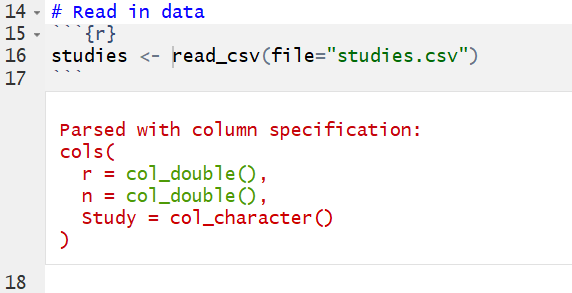 14 # Read in data
15 ```{r}
16 studies <- read_csv(file="studies.csv")
17 ```
Parsed with column specification:
cols(
  r = col_double(),
  n = col_double(),
  Study = col_character()
)
18